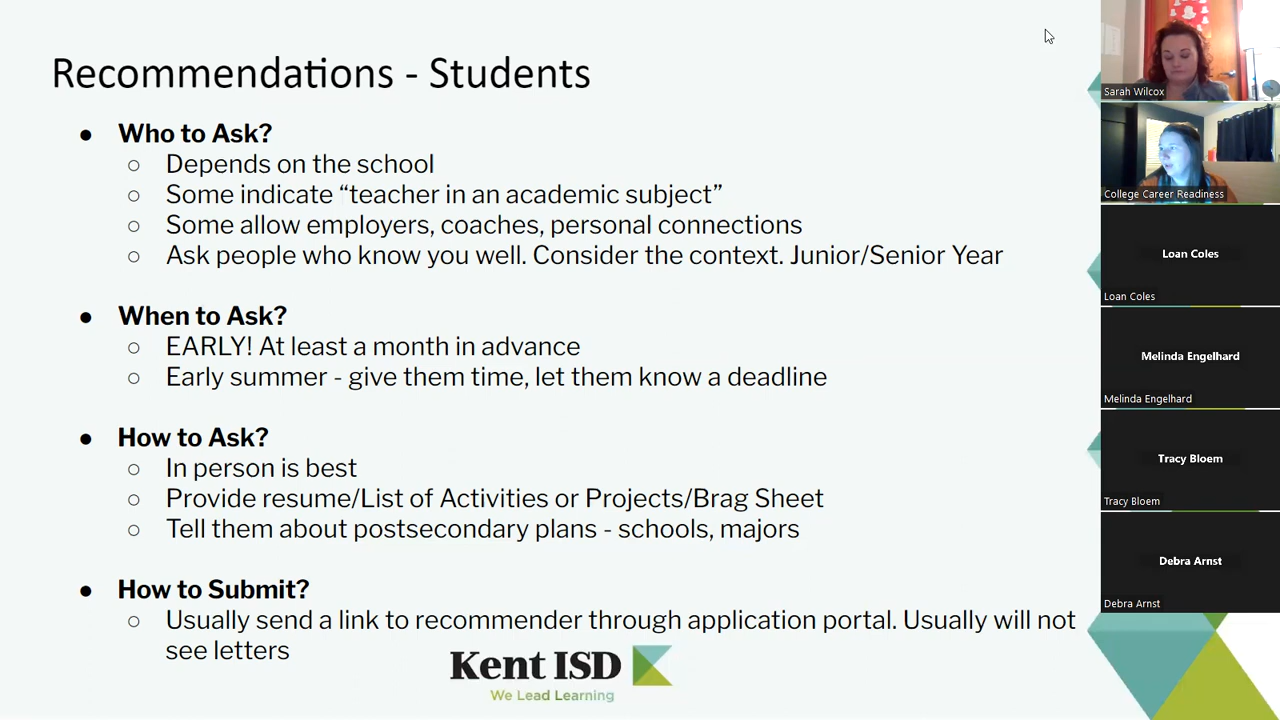 Recommendations - Students
● Who to Ask?
○ Depends on the school
○ Some indicate “teacher in an academic subject”
○ Some allow employers, coaches, personal connections
○ Ask people who know you well. Consider the context. Junior/Senior Year
● When to Ask?
○ EARLY! At least a month in advance
○ Early summer - give them time, let them know a deadline
● How to Ask?
○ In person is best
○ Provide resume/List of Activities or Projects/Brag Sheet
○ Tell them about postsecondary plans - schools, majors
● How to Submit?
○ Usually send a link to recommender through application portal. Usually will not
see letters
Kent ISD
We Lead Learning
Sarah Wilcox
College Career Readiness
Loan Coles
Loan Coles
Melinda Engelhard
Melinda Engelhard
Tracy Bloem
Tracy Bloem
Debra Arnst
Debra Arnst